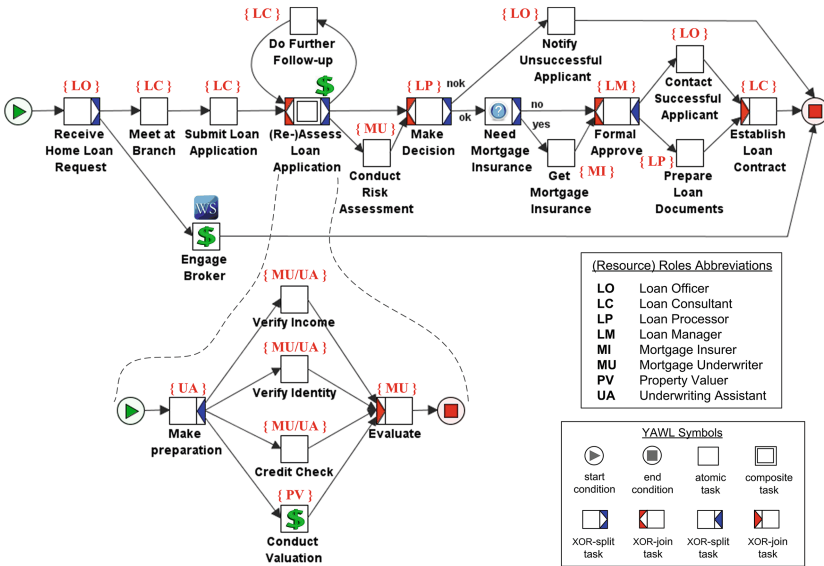 { LC }
Do Further
Follow-up
{ LO }
Notify
Unsuccessful
Applicant
{ LO }
Receive
Home Loan
Request
{ LC }
Meet at
Branch
{ LC }
Submit Loan
Application
$
(Re-)Assess
Loan
Application
{ MU }
Conduct
Risk
Assessment
{ LP }
nok
ok
Make
Decision
?
no
yes
Need
Mortgage
Insurance
{ MI }
Get
Mortgage
Insurance
{ LM }
Formal
Approve
{ LO }
Contact
Successful
Applicant
{ LP }
Prepare
Loan
Documents
{ LC }
Establish
Loan
Contract
WS
$
Engage
Broker
{ UA }
Make
preparation
{ MU/UA }
Verify Income
{ MU/UA }
Verify Identity
{ MU/UA }
Credit Check
{ PV }
$
Conduct
Valuation
{ MU }
Evaluate
(Resource) Roles Abbreviations
LO Loan Officer
LC Loan Consultant
LP Loan Processor
LM Loan Manager
MI Mortgage Insurer
MU Mortgage Underwriter
PV Property Valuer
UA Underwriting Assistant
YAWL Symbols
start
condition
end
condition
atomic
task
composite
task
XOR-split
task
XOR-join
task
XOR-split
task
XOR-join
task